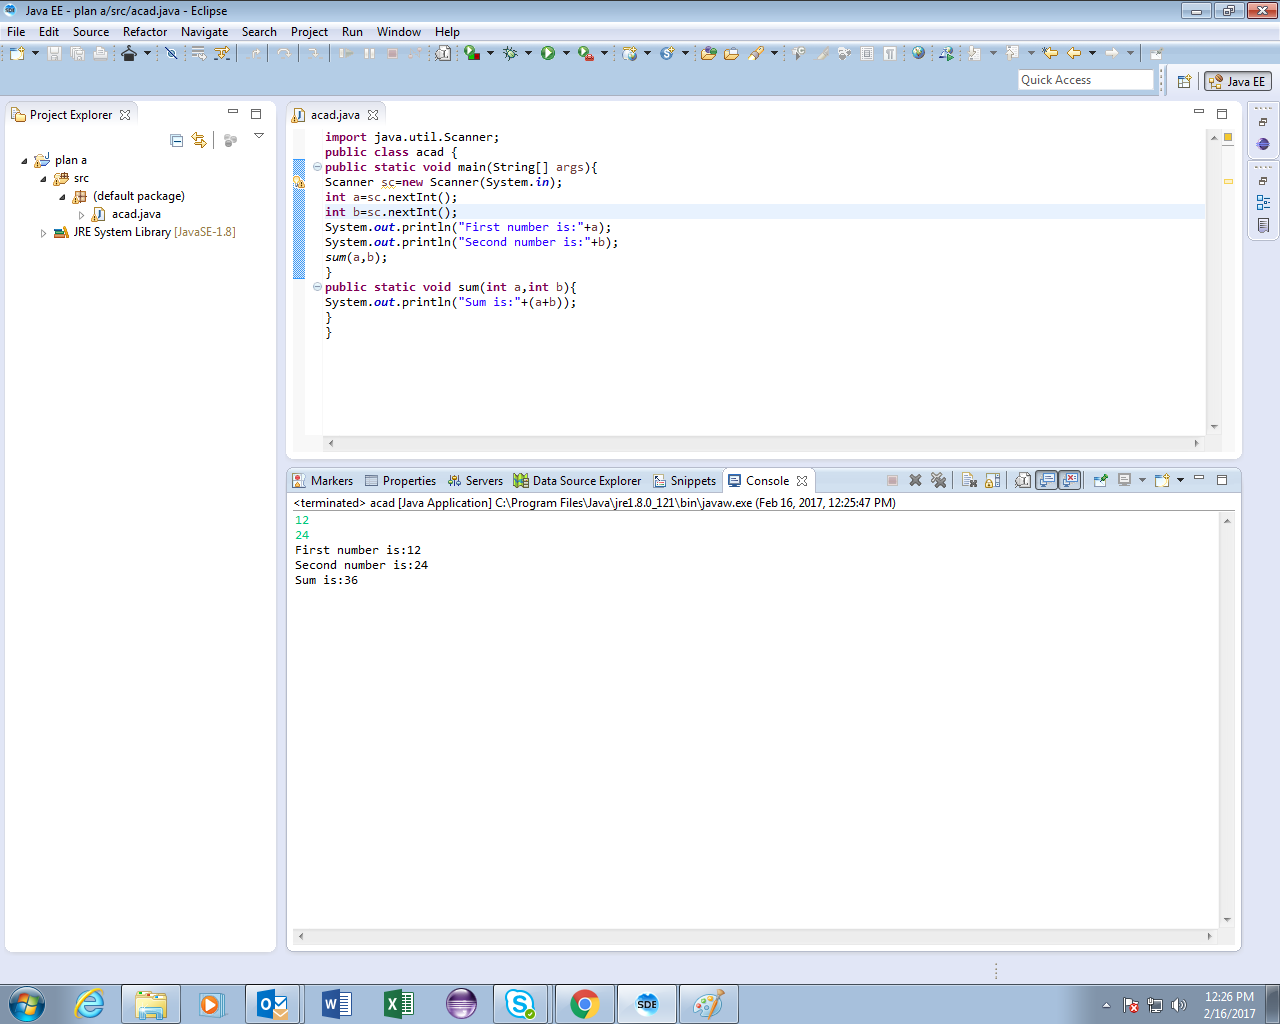 Java EE - plan a/src/acad.java - Eclipse
File Edit Source Refactor Navigate Search Project Run Window Help
Quick Access
Java EE
Project Explorer
plan a
src
(default package)
acad.java
JRE System Library [JavaSE-1.8]
acad.java
import java.util.Scanner;
public class acad {
public static void main(String[] args){
Scanner sc=new Scanner(System.in);
int a=sc.nextInt();
int b=sc.nextInt();
System.out.println("First number is:"+a);
System.out.println("Second number is:"+b);
sum(a,b);
}
public static void sum(int a,int b){
System.out.println("Sum is:"+(a+b));
}
}
Markers Properties Servers Data Source Explorer Snippets Console
<terminated> acad [Java Application] C:\Program Files\Java\jre1.8.0_121\bin\javaw.exe (Feb 16, 2017, 12:25:47 PM)
12
24
First number is:12
Second number is:24
Sum is:36
SDE
12:26 PM
2/16/2017